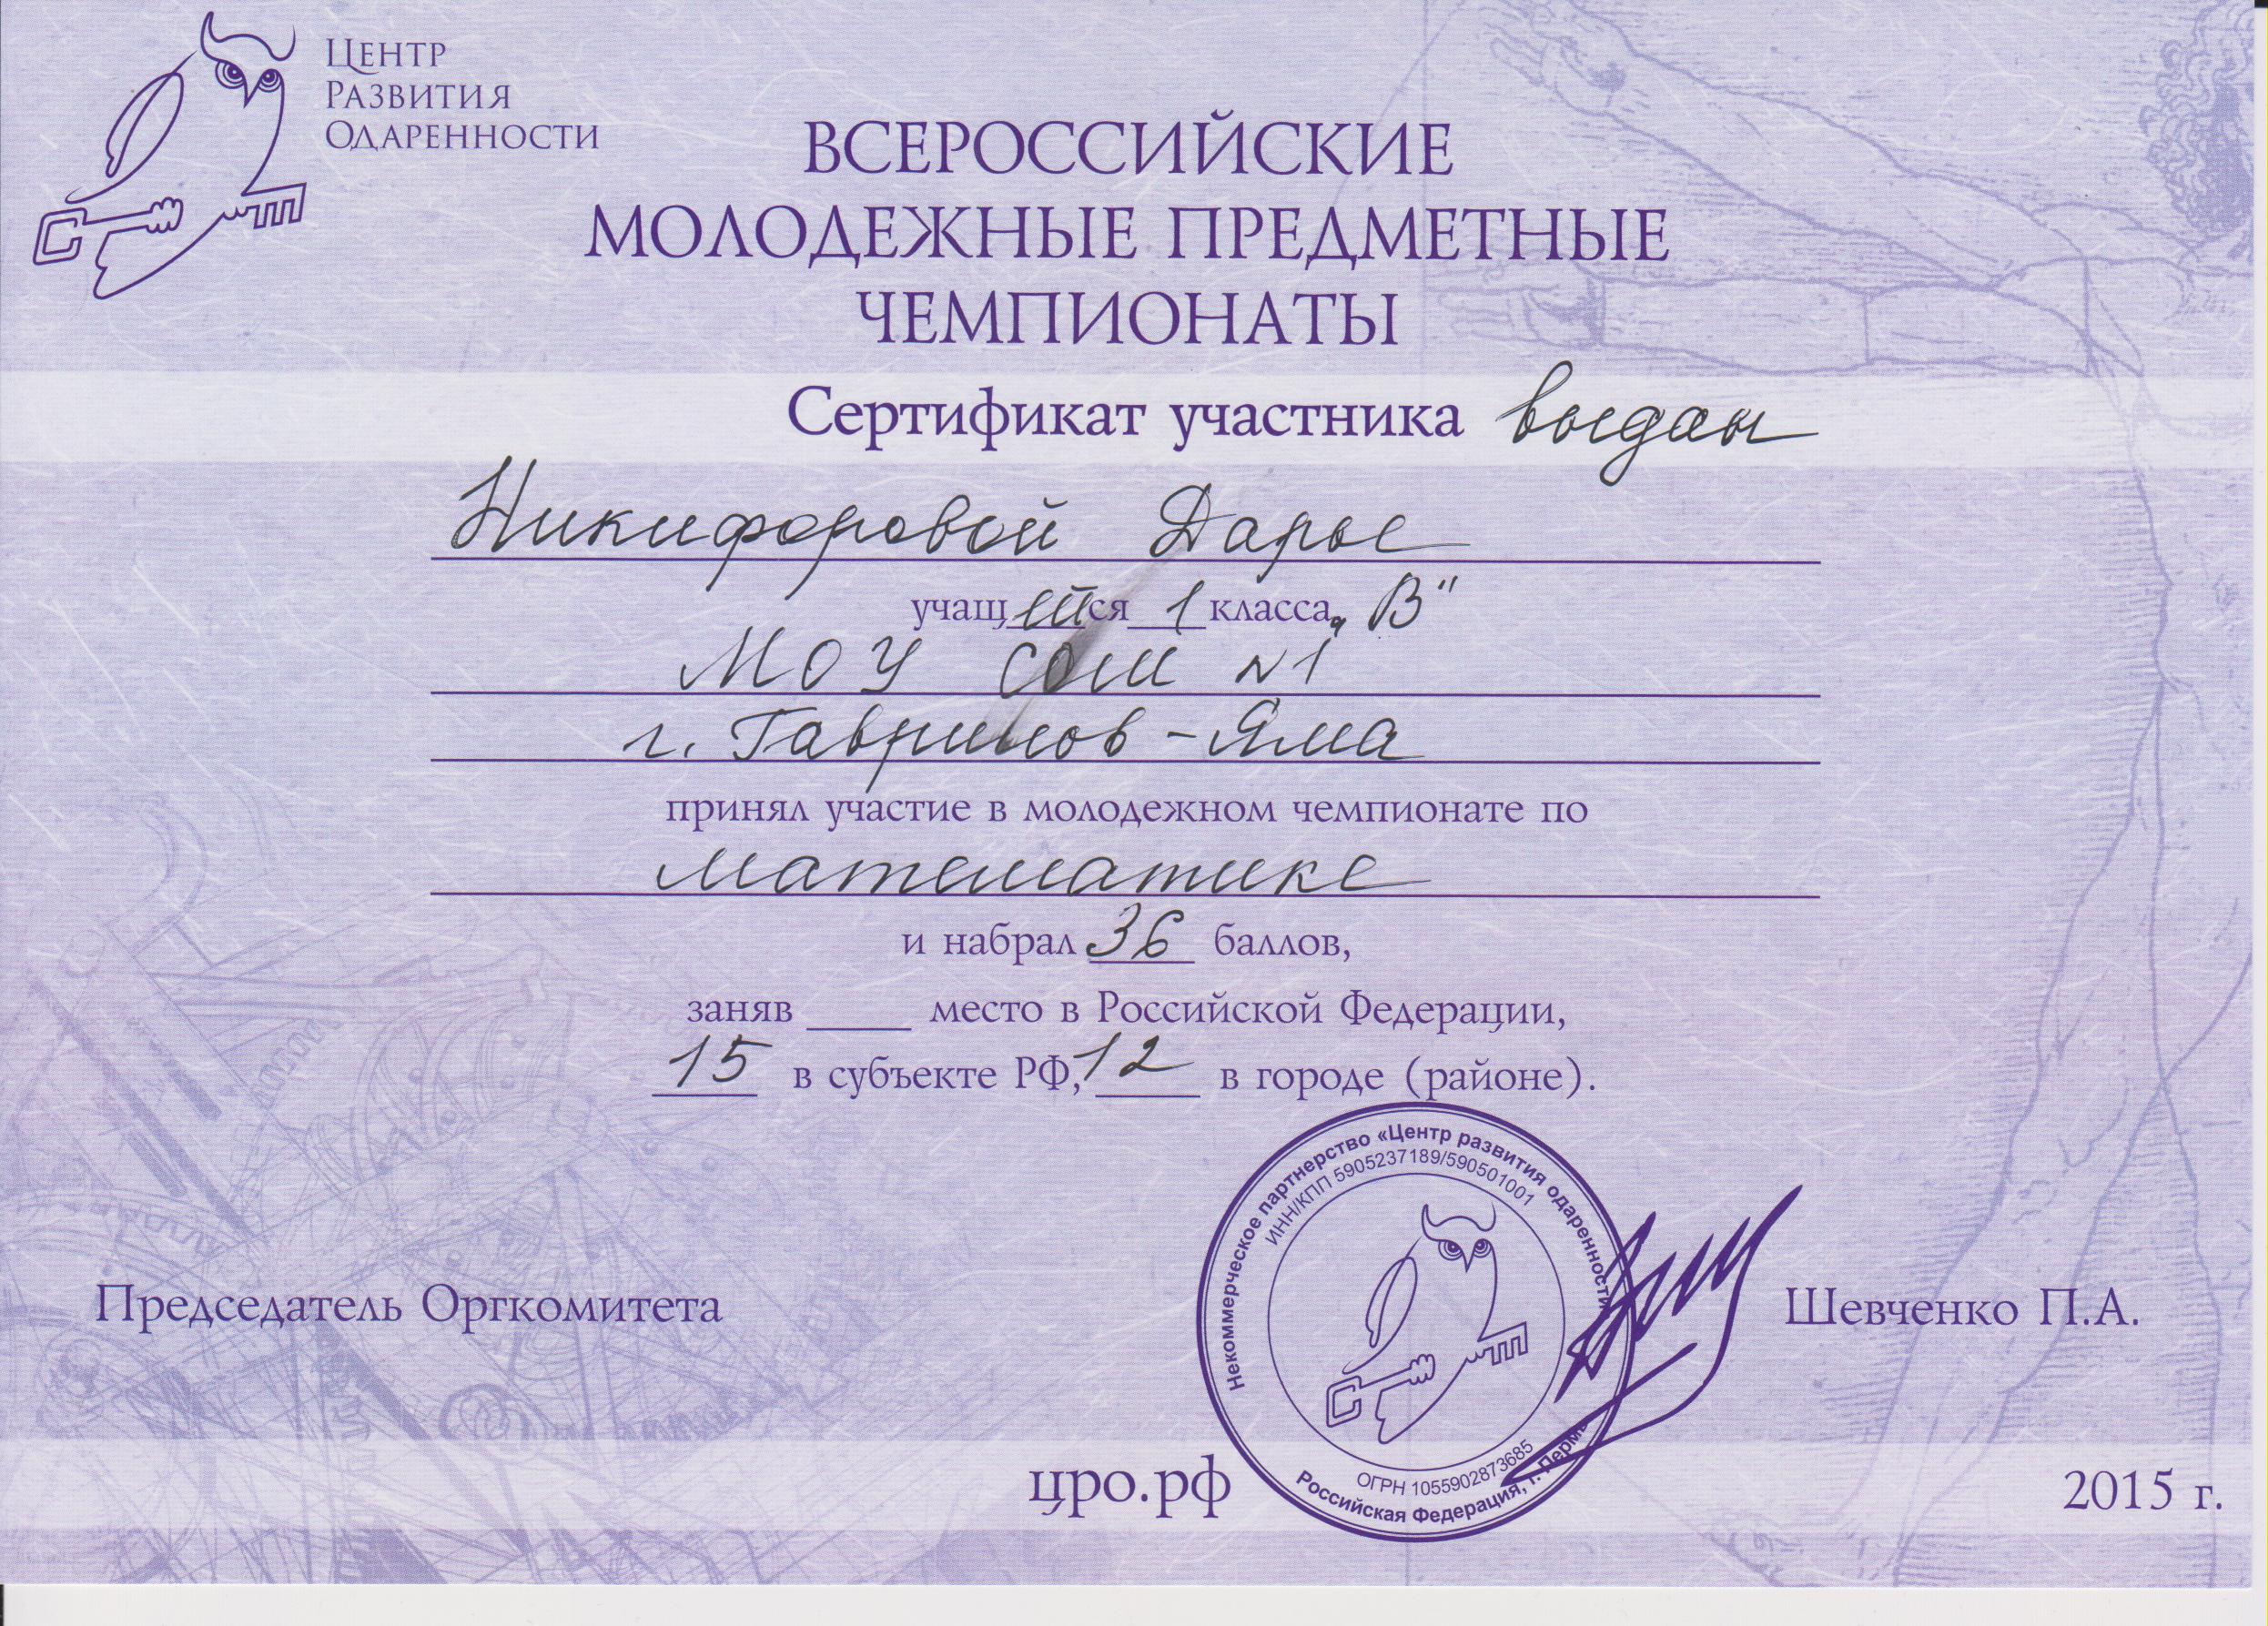 Центр
Развития
Одаренности
ВСЕРОССИЙСКИЕ
МОЛОДЕЖНЫЕ ПРЕДМЕТНЫЕ
ЧЕМПИОНАТЫ
Сертификат участника выдан
Никифоровой Дарье
учащейся 1 класса „В"
МОУ СОШ №1
г. Гаврилов-Яма
принял участие в молодежном чемпионате по
математике
и набрал 36 баллов,
заняв ____ место в Российской Федерации,
15 в субъекте РФ, 12 в городе (районе).
Некоммерческое партнерство «Центр развития одаренности»
ИНН/КПП 5905237189/590501001
ОГРН 1055902873685
Российская Федерация, г. Пермь
Председатель Оргкомитета
Шевченко П.А.
цро.рф
2015 г.